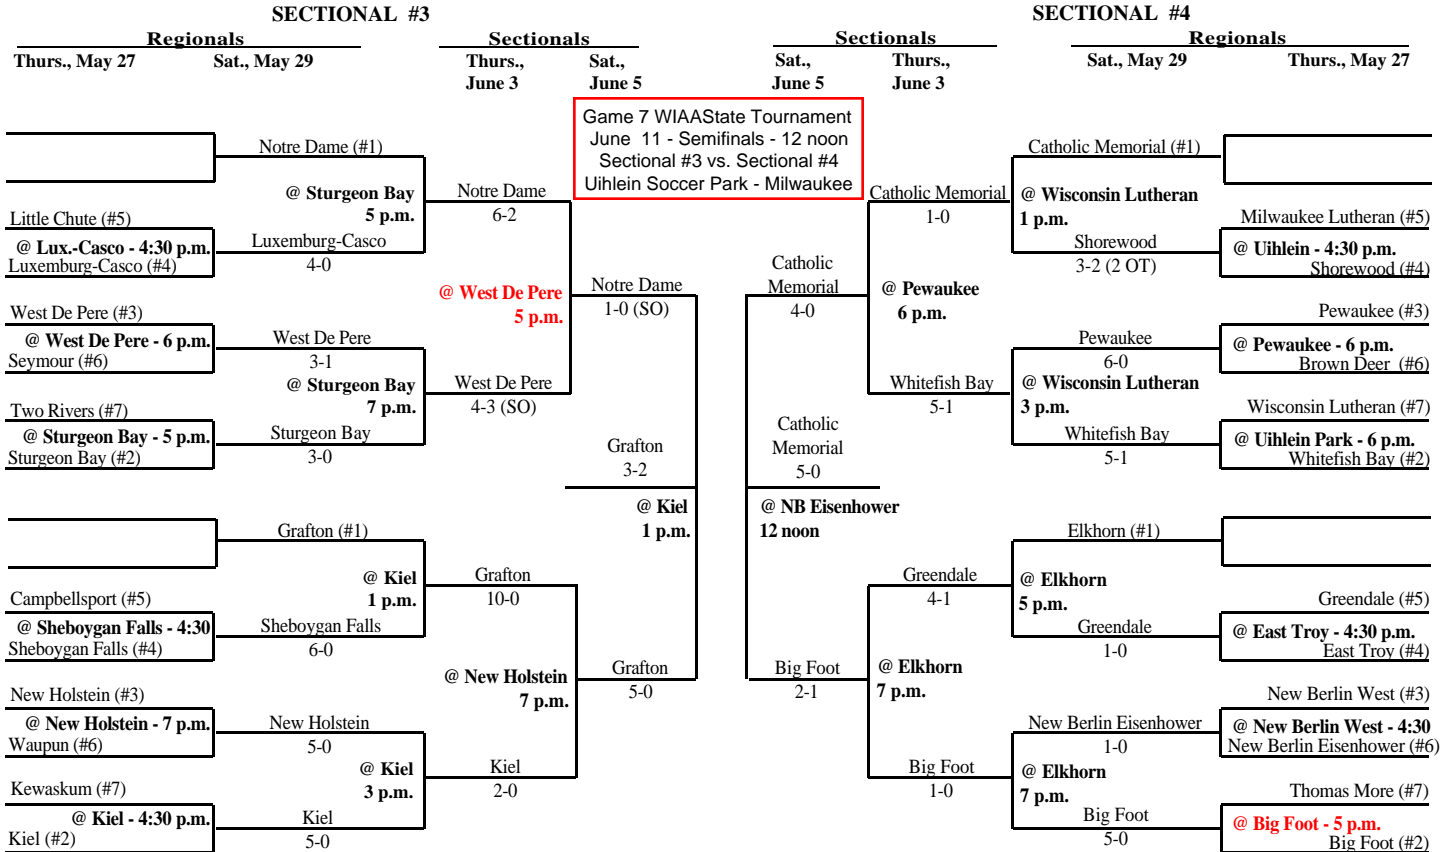 SECTIONAL #3
SECTIONAL #4
Regionals
Sectionals
Sectionals
Regionals
Thurs., May 27
Sat., May 29
Thurs.,
June 3
Sat.,
June 5
Sat.,
June 5
Thurs.,
June 3
Sat., May 29
Thurs., May 27
Game 7 WIAAState Tournament
June 11 - Semifinals - 12 noon
Sectional #3 vs. Sectional #4
Uihlein Soccer Park - Milwaukee
Notre Dame (#1)
@ Sturgeon Bay
5 p.m.
Little Chute (#5)
@ Lux.-Casco - 4:30 p.m.
Luxemburg-Casco (#4)
Luxemburg-Casco
4-0
Notre Dame
6-2
West De Pere (#3)
@ West De Pere - 6 p.m.
Seymour (#6)
West De Pere
3-1
@ Sturgeon Bay
7 p.m.
Two Rivers (#7)
@ Sturgeon Bay - 5 p.m.
Sturgeon Bay (#2)
Sturgeon Bay
3-0
@ West De Pere
5 p.m.
West De Pere
4-3 (SO)
Notre Dame
1-0 (SO)
Grafton
3-2
@ Kiel
1 p.m.
Grafton (#1)
@ Kiel
1 p.m.
Campbellsport (#5)
@ Sheboygan Falls - 4:30
Sheboygan Falls (#4)
Sheboygan Falls
6-0
Grafton
10-0
New Holstein (#3)
@ New Holstein - 7 p.m.
Waupun (#6)
New Holstein
5-0
@ Kiel
3 p.m.
Kewaskum (#7)
@ Kiel - 4:30 p.m.
Kiel (#2)
Kiel
5-0
@ New Holstein
7 p.m.
Kiel
2-0
Grafton
5-0
Catholic Memorial (#1)
Catholic Memorial
1-0
@ Wisconsin Lutheran
1 p.m.
Milwaukee Lutheran (#5)
@ Uihlein - 4:30 p.m.
Shorewood (#4)
Shorewood
3-2 (2 OT)
Catholic
Memorial
4-0
@ Pewaukee
6 p.m.
Pewaukee (#3)
@ Pewaukee - 6 p.m.
Brown Deer (#6)
Pewaukee
6-0
Whitefish Bay
5-1
@ Wisconsin Lutheran
3 p.m.
Wisconsin Lutheran (#7)
@ Uihlein Park - 6 p.m.
Whitefish Bay (#2)
Whitefish Bay
5-1
Catholic
Memorial
5-0
@ NB Eisenhower
12 noon
Elkhorn (#1)
Greendale
4-1
@ Elkhorn
5 p.m.
Greendale (#5)
@ East Troy - 4:30 p.m.
East Troy (#4)
Greendale
1-0
Big Foot
2-1
@ Elkhorn
7 p.m.
New Berlin West (#3)
@ New Berlin West - 4:30
New Berlin Eisenhower (#6)
New Berlin Eisenhower
1-0
Big Foot
1-0
@ Elkhorn
7 p.m.
Thomas More (#7)
@ Big Foot - 5 p.m.
Big Foot (#2)
Big Foot
5-0